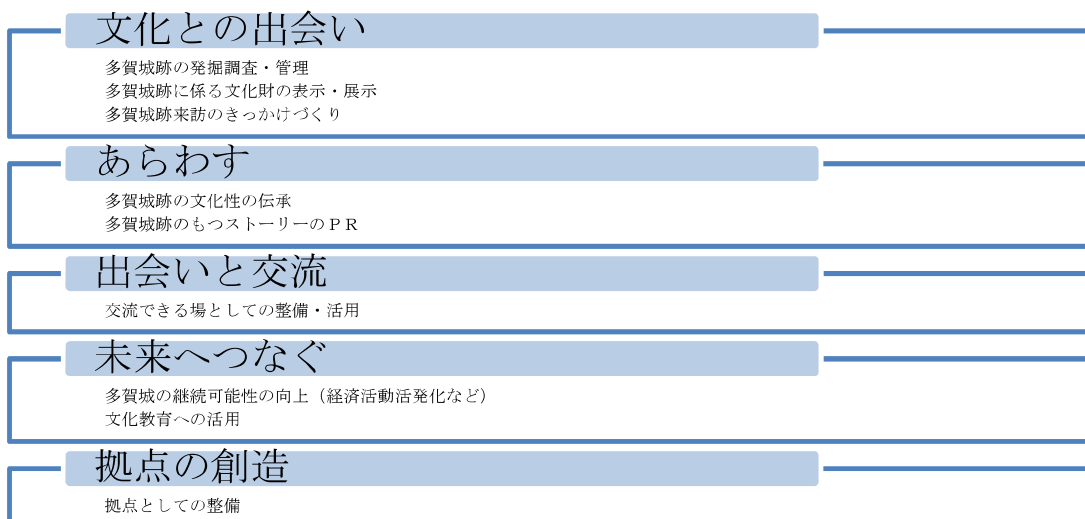 文化との出会い
多賀城跡の発掘調査・管理
多賀城跡に係る文化財の表示・展示
多賀城跡来訪のきっかけづくり
あらわす
多賀城跡の文化性の伝承
多賀城跡のもつストーリーのＰＲ
出会いと交流
交流できる場としての整備・活用
未来へつなぐ
多賀城の継続可能性の向上（経済活動活発化など）
文化教育への活用
拠点の創造
拠点としての整備